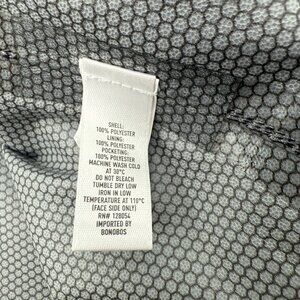 SHELL:
100% POLYESTER
LINING:
100% POLYESTER
POCKETING:
100% POLYESTER
MACHINE WASH COLD
AT 30°C
DO NOT BLEACH
TUMBLE DRY LOW
IRON IN LOW
TEMPERATURE AT 110°C
(FACE SIDE ONLY)
RN# 128054
IMPORTED BY
BONOBOS